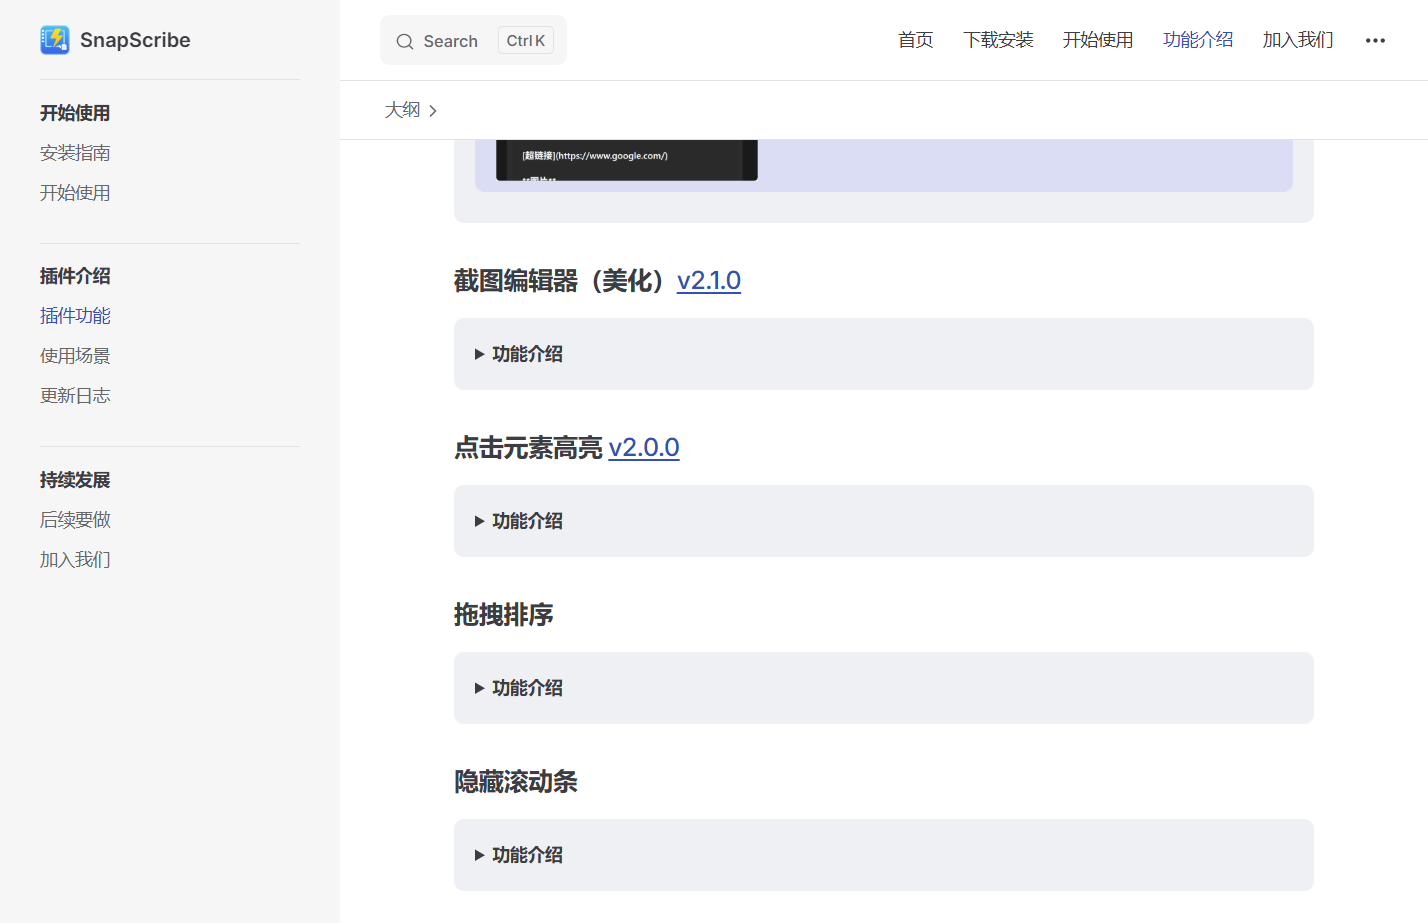 SnapScribe
Search Ctrl K
首页 下载安装 开始使用 功能介绍 加入我们
开始使用
安装指南
开始使用
插件介绍
插件功能
使用场景
更新日志
持续发展
后续要做
加入我们
大纲
[超链接](https://www.google.com/)
截图编辑器（美化）v2.1.0
功能介绍
点击元素高亮 v2.0.0
功能介绍
拖拽排序
功能介绍
隐藏滚动条
功能介绍